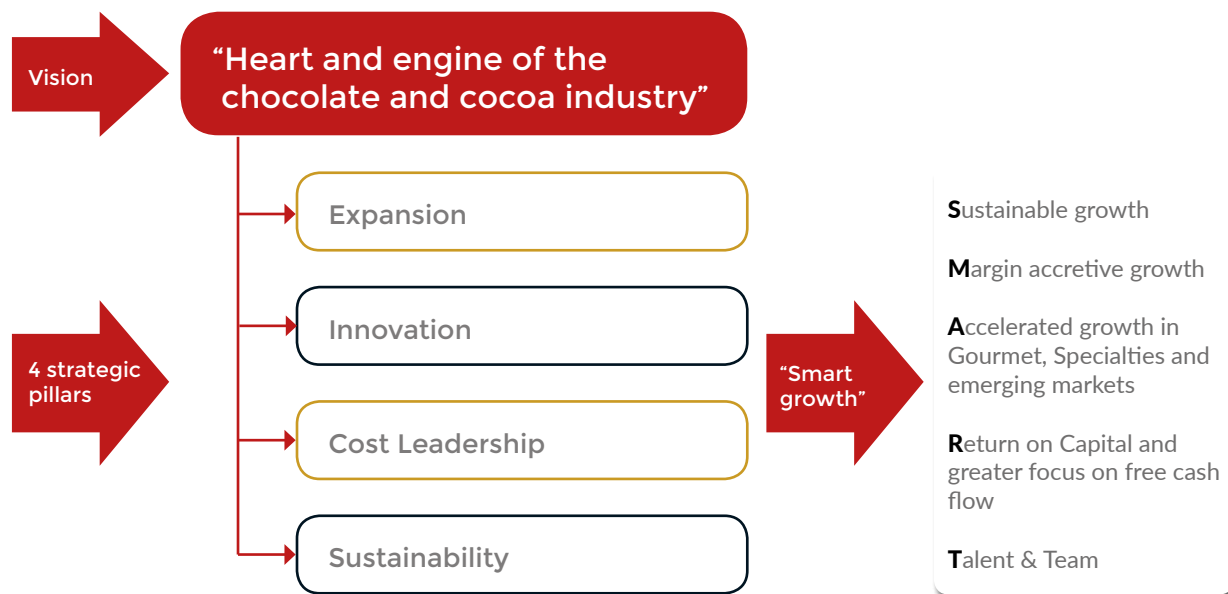 Vision
“Heart and engine of the
chocolate and cocoa industry”
4 strategic
pillars
Expansion
Innovation
Cost Leadership
Sustainability
“Smart
growth”
Sustainable growth
Margin accretive growth
Accelerated growth in
Gourmet, Specialties and
emerging markets
Return on Capital and
greater focus on free cash
flow
Talent & Team